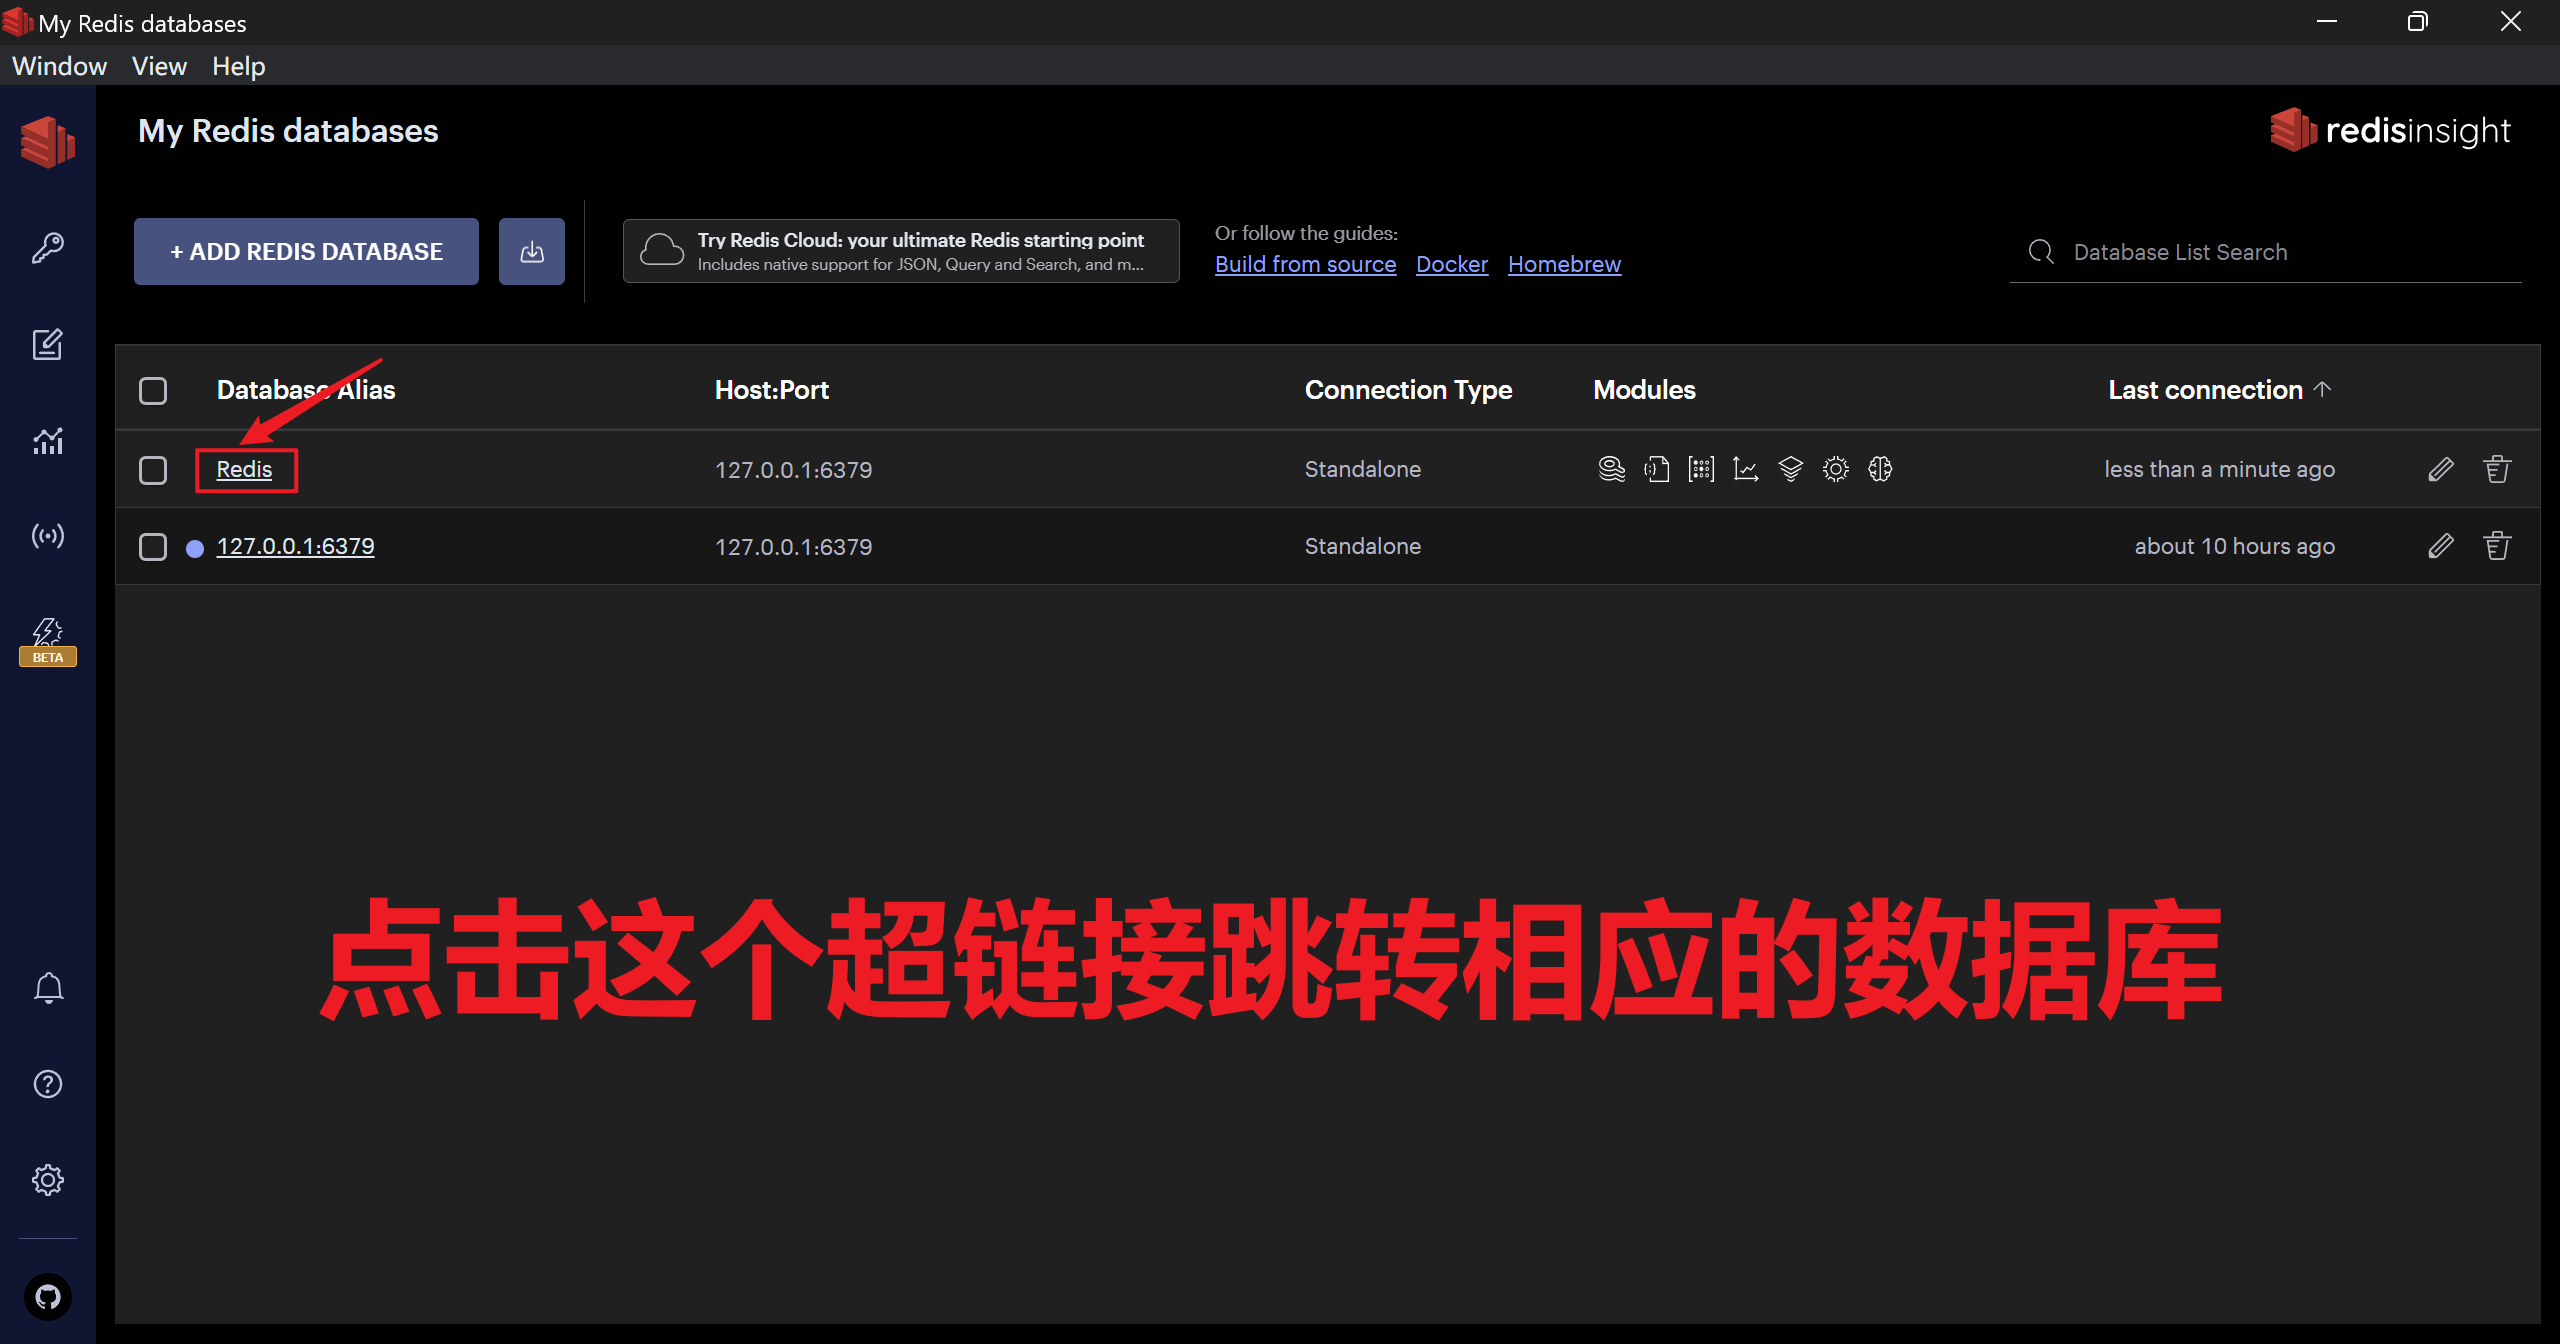 My Redis databases
Window View Help
My Redis databases
redisinsight
+ ADD REDIS DATABASE
Try Redis Cloud: your ultimate Redis starting point
Includes native support for JSON, Query and Search, and m...
Or follow the guides:
Build from source Docker Homebrew
Database List Search
Database Alias Host:Port Connection Type Modules Last connection
Redis 127.0.0.1:6379 Standalone less than a minute ago
127.0.0.1:6379 127.0.0.1:6379 Standalone about 10 hours ago
BETA
点击这个超链接跳转相应的数据库